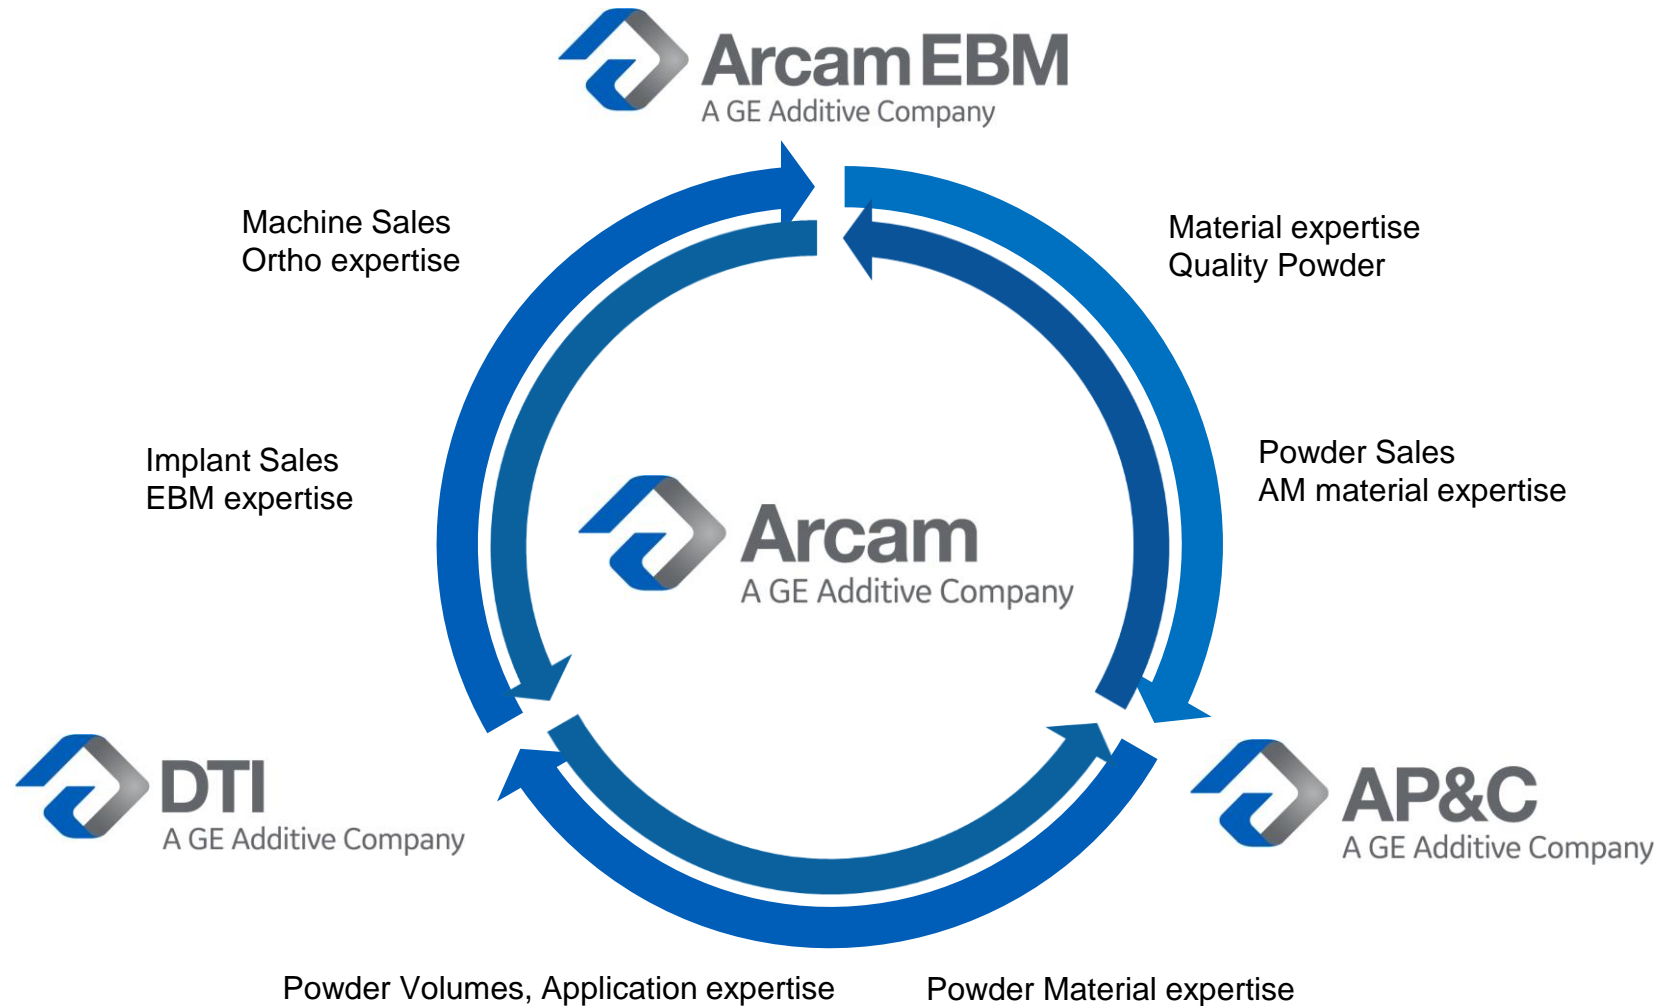 Arcam EBM
A GE Additive Company
Machine Sales
Ortho expertise
Material expertise
Quality Powder
Implant Sales
EBM expertise
Powder Sales
AM material expertise
Arcam
A GE Additive Company
DTI
A GE Additive Company
AP&C
A GE Additive Company
Powder Volumes, Application expertise
Powder Material expertise